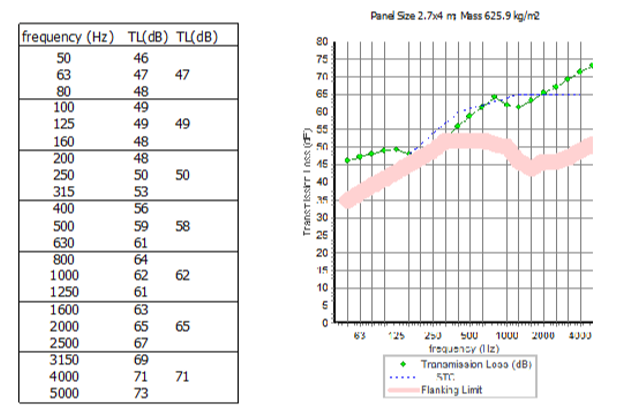 Panel Size 2.7x4 m Mass 625.9 kg/m2
frequency (Hz) TL(dB) TL(dB)
50 46
63 47 47
80 48
100 49
125 49 49
160 48
200 48
250 50 50
315 53
400 56
500 59 58
630 61
800 64
1000 62 62
1250 61
1600 63
2000 65 65
2500 67
3150 69
4000 71 71
5000 73
80
75
70
65
60
55
50
45
40
35
30
25
20
15
10
5
0
Transmission Loss (dB)
63 125 250 500 1000 2000 4000
frequency (Hz)
Transmission Loss (dB)
STC
Flanking Limit